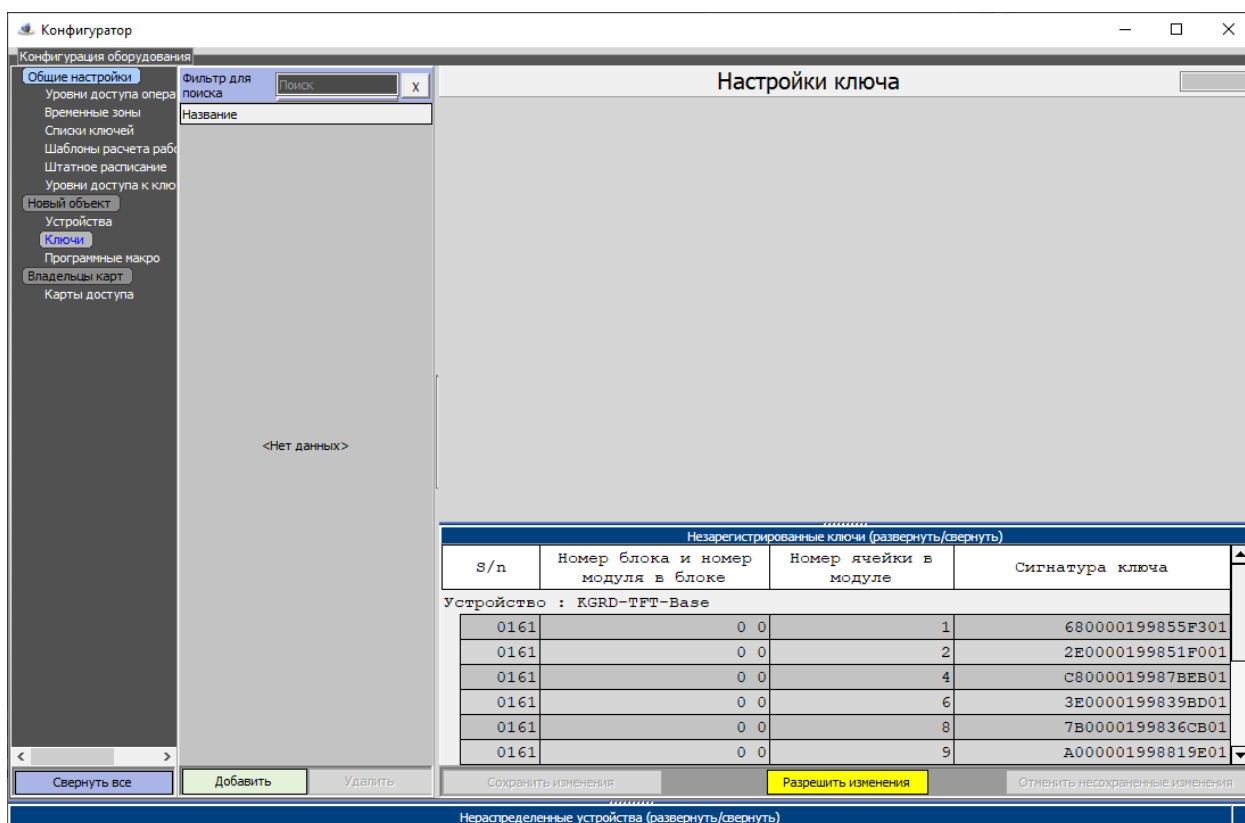 Конфигуратор
Конфигурация оборудования
Общие настройки
Уровни доступа опера
Временные зоны
Списки ключей
Шаблоны расчета рабо
Штатное расписание
Уровни доступа к клю
Новый объект
Устройства
Ключи
Программные макро
Владельцы карт
Карты доступа
Свернуть все
Фильтр для
поиска
Поиск
X
Название
<Нет данных>
Добавить
Удалить
Настройки ключа
Незарегистрированные ключи (развернуть/свернуть)
S/n
Номер блока и номер
модуля в блоке
Номер ячейки в
модуле
Сигнатура ключа
Устройство : KGRD-TFT-Base
0161 0 0 1 680000199855F301
0161 0 0 2 2E0000199851F001
0161 0 0 4 C8000019987BEB01
0161 0 0 6 3E0000199839BD01
0161 0 0 8 7B0000199836CB01
0161 0 0 9 A000001998819E01
Сохранить изменения
Разрешить изменения
Отменить несохраненные изменения
Нераспределенные устройства (развернуть/свернуть)